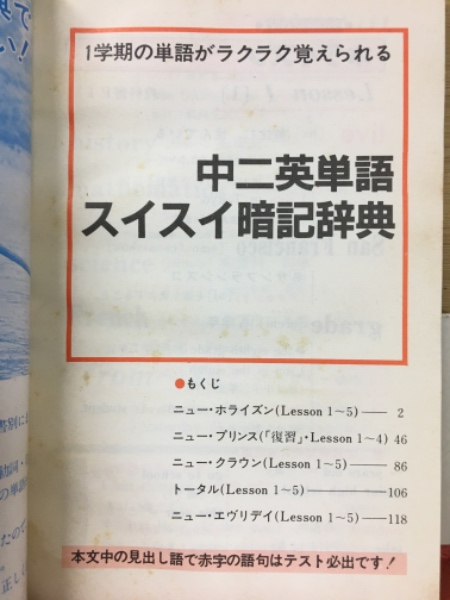 1学期の単語がラクラク覚えられる
中二英単語
スイスイ暗記辞典
●もくじ
ニュー・ホライズン(Lesson 1〜5)―― 2
ニュー・プリンス(「復習」・Lesson 1〜4) 46
ニュー・クラウン(Lesson 1〜5)―― 86
トータル(Lesson 1〜5)――106
ニュー・エヴリデイ(Lesson 1〜5)――118
本文中の見出し語で赤字の語句はテスト必出です!